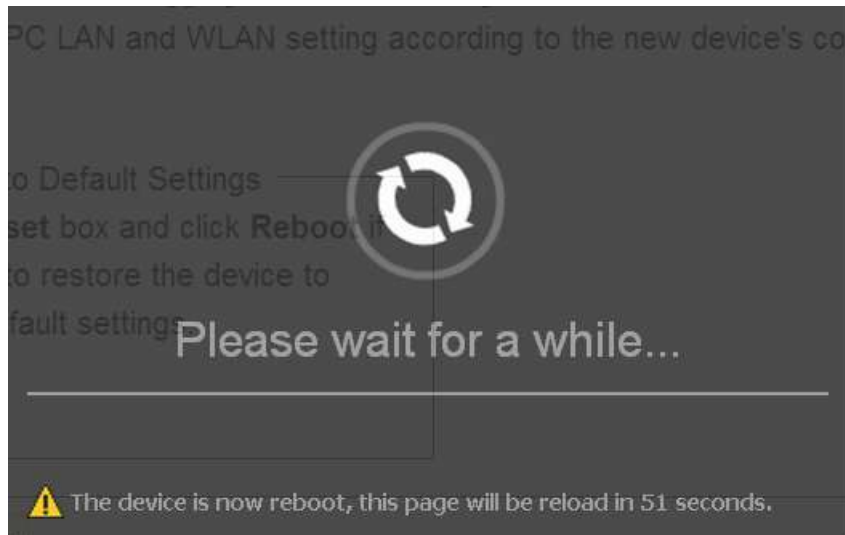 PC LAN and WLAN setting according to the new device's co
to Default Settings
set box and click Reboot if
to restore the device to
fault settings.
Please wait for a while...
The device is now reboot, this page will be reload in 51 seconds.